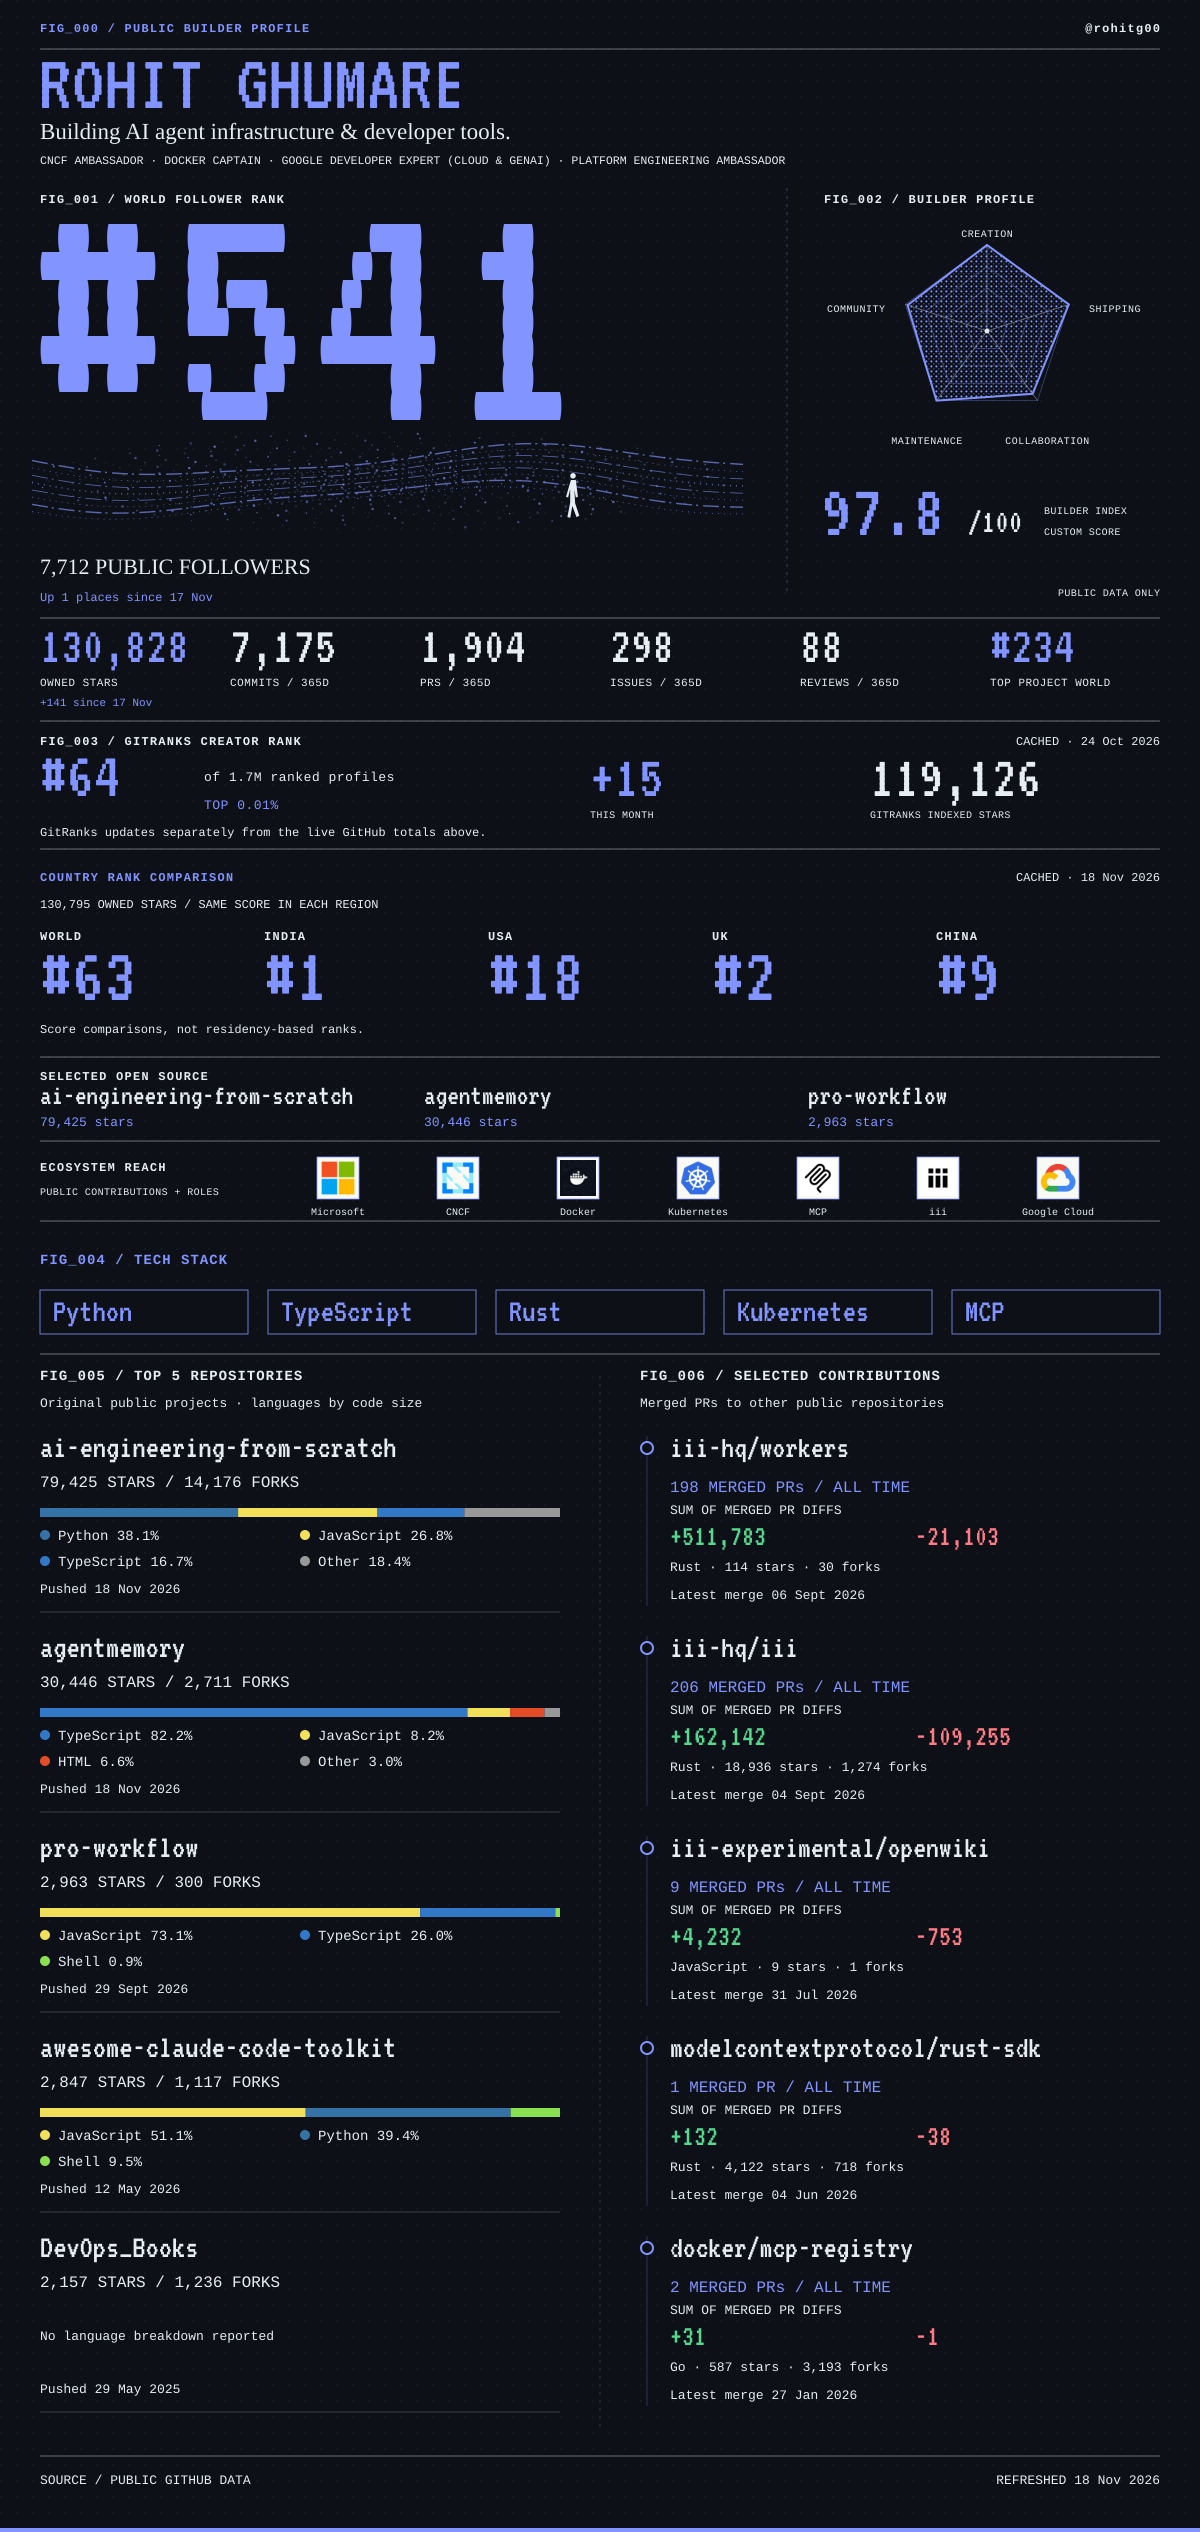 FIG_000 / PUBLIC BUILDER PROFILE
@rohitg00
ROHIT GHUMARE
Building AI agent infrastructure & developer tools.
CNCF AMBASSADOR · DOCKER CAPTAIN · GOOGLE DEVELOPER EXPERT (CLOUD & GENAI) · PLATFORM ENGINEERING AMBASSADOR
FIG_001 / WORLD FOLLOWER RANK
#541
7,712 PUBLIC FOLLOWERS
Up 1 places since 17 Nov
FIG_002 / BUILDER PROFILE
CREATION
COMMUNITY
SHIPPING
MAINTENANCE
COLLABORATION
97.8 /100
BUILDER INDEX
CUSTOM SCORE
PUBLIC DATA ONLY
130,828
OWNED STARS
+141 since 17 Nov
7,175
COMMITS / 365D
1,904
PRS / 365D
298
ISSUES / 365D
88
REVIEWS / 365D
#234
TOP PROJECT WORLD
FIG_003 / GITRANKS CREATOR RANK
CACHED · 24 Oct 2026
#64
of 1.7M ranked profiles
TOP 0.01%
+15
THIS MONTH
119,126
GITRANKS INDEXED STARS
GitRanks updates separately from the live GitHub totals above.
COUNTRY RANK COMPARISON
CACHED · 18 Nov 2026
130,795 OWNED STARS / SAME SCORE IN EACH REGION
WORLD
#63
INDIA
#1
USA
#18
UK
#2
CHINA
#9
Score comparisons, not residency-based ranks.
SELECTED OPEN SOURCE
ai-engineering-from-scratch
79,425 stars
agentmemory
30,446 stars
pro-workflow
2,963 stars
ECOSYSTEM REACH
PUBLIC CONTRIBUTIONS + ROLES
Microsoft
CNCF
Docker
Kubernetes
MCP
iii
Google Cloud
FIG_004 / TECH STACK
Python
TypeScript
Rust
Kubernetes
MCP
FIG_005 / TOP 5 REPOSITORIES
Original public projects · languages by code size
ai-engineering-from-scratch
79,425 STARS / 14,176 FORKS
Python 38.1%
JavaScript 26.8%
TypeScript 16.7%
Other 18.4%
Pushed 18 Nov 2026
agentmemory
30,446 STARS / 2,711 FORKS
TypeScript 82.2%
JavaScript 8.2%
HTML 6.6%
Other 3.0%
Pushed 18 Nov 2026
pro-workflow
2,963 STARS / 300 FORKS
JavaScript 73.1%
TypeScript 26.0%
Shell 0.9%
Pushed 29 Sept 2026
awesome-claude-code-toolkit
2,847 STARS / 1,117 FORKS
JavaScript 51.1%
Python 39.4%
Shell 9.5%
Pushed 12 May 2026
DevOps_Books
2,157 STARS / 1,236 FORKS
No language breakdown reported
Pushed 29 May 2025
FIG_006 / SELECTED CONTRIBUTIONS
Merged PRs to other public repositories
iii-hq/workers
198 MERGED PRs / ALL TIME
SUM OF MERGED PR DIFFS
+511,783
-21,103
Rust · 114 stars · 30 forks
Latest merge 06 Sept 2026
iii-hq/iii
206 MERGED PRs / ALL TIME
SUM OF MERGED PR DIFFS
+162,142
-109,255
Rust · 18,936 stars · 1,274 forks
Latest merge 04 Sept 2026
iii-experimental/openwiki
9 MERGED PRs / ALL TIME
SUM OF MERGED PR DIFFS
+4,232
-753
JavaScript · 9 stars · 1 forks
Latest merge 31 Jul 2026
modelcontextprotocol/rust-sdk
1 MERGED PR / ALL TIME
SUM OF MERGED PR DIFFS
+132
-38
Rust · 4,122 stars · 718 forks
Latest merge 04 Jun 2026
docker/mcp-registry
2 MERGED PRs / ALL TIME
SUM OF MERGED PR DIFFS
+31
-1
Go · 587 stars · 3,193 forks
Latest merge 27 Jan 2026
SOURCE / PUBLIC GITHUB DATA
REFRESHED 18 Nov 2026